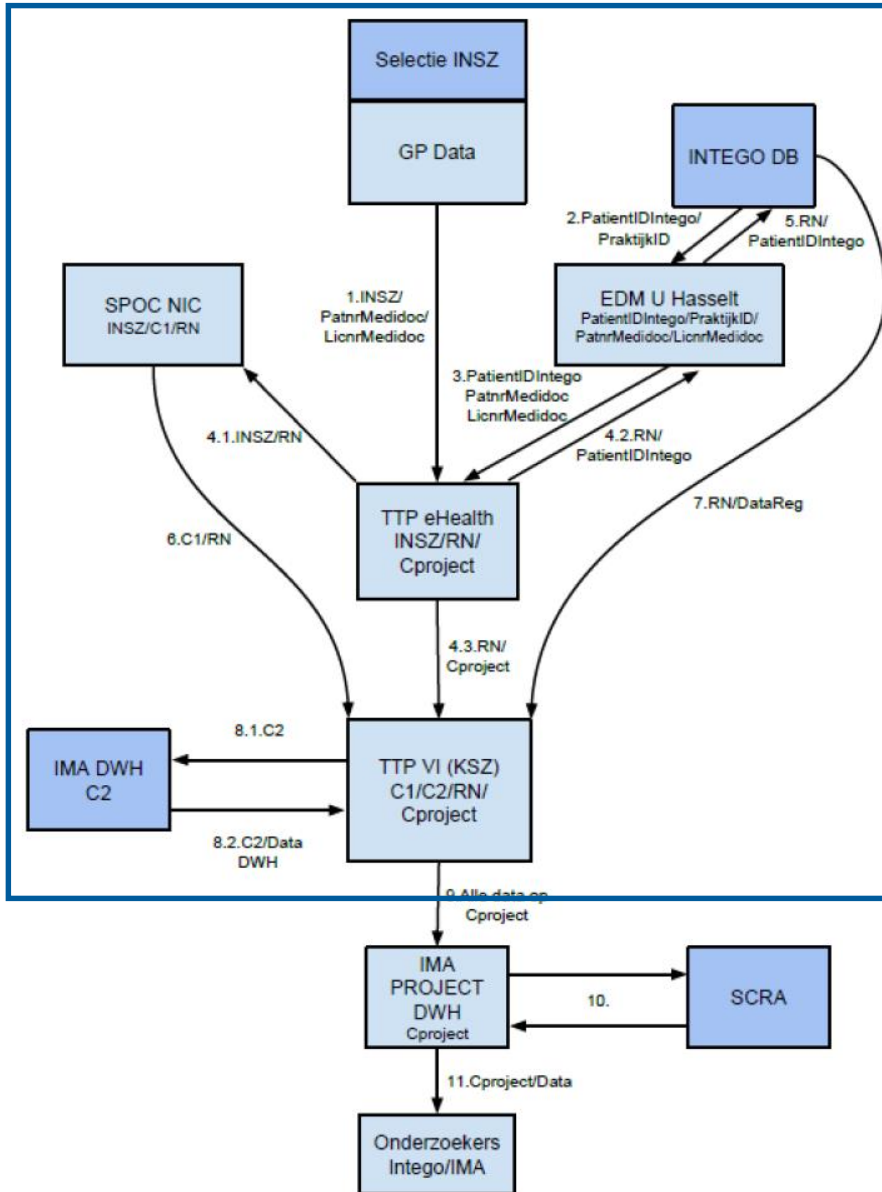 Selectie INSZ
GP Data
INTEGO DB
2.PatientIDIntego/
PraktijkID
5.RN/
PatientIDIntego
SPOC NIC
INSZ/C1/RN
1.INSZ/
PatnrMedidoc/
LicnrMedidoc
EDM U Hasselt
PatientIDIntego/PraktijkID/
PatnrMedidoc/LicnrMedidoc
3.PatientIDIntego
PatnrMedidoc
LicnrMedidoc
4.1.INSZ/RN
4.2.RN/
PatientIDIntego
TTP eHealth
INSZ/RN/
Cproject
7.RN/DataReg
6.C1/RN
4.3.RN/
Cproject
8.1.C2
IMA DWH
C2
TTP VI (KSZ)
C1/C2/RN/
Cproject
8.2.C2/Data
DWH
9.Alle data op
Cproject
IMA
PROJECT
DWH
Cproject
10.
SCRA
11.Cproject/Data
Onderzoekers
Intego/IMA